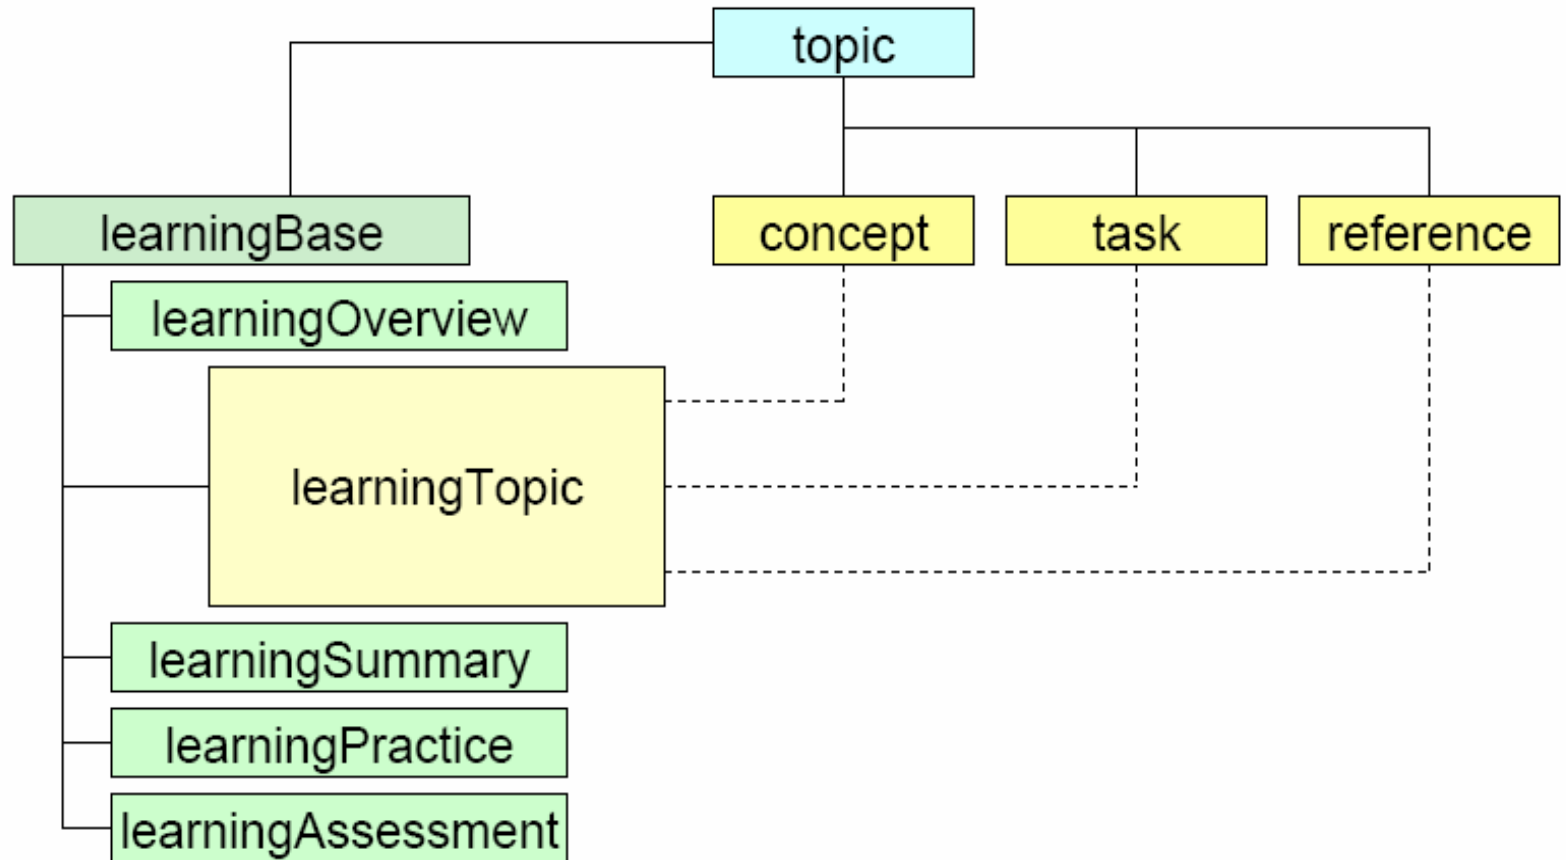 topic
learningBase
concept
task
reference
learningOverview
learningTopic
learningSummary
learningPractice
learningAssessment